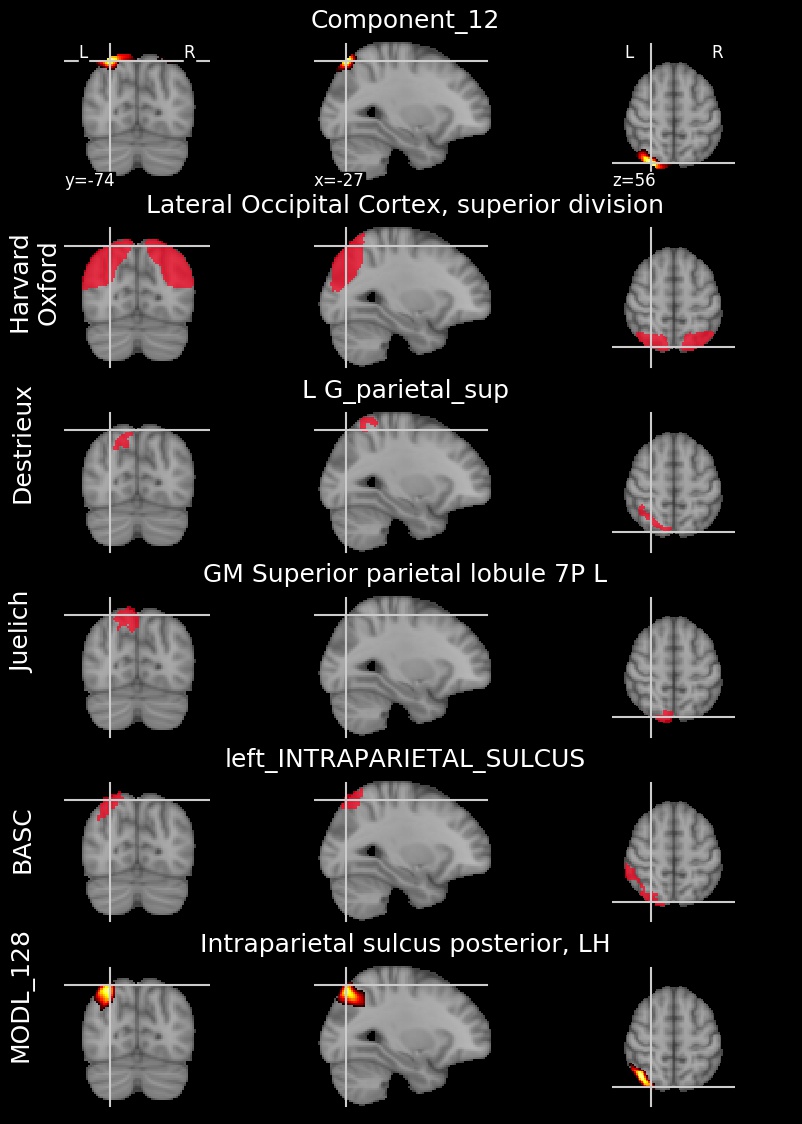 Component_12
L R
L R
y=-74
x=-27
z=56
Lateral Occipital Cortex, superior division
Harvard
Oxford
L G_parietal_sup
Destrieux
GM Superior parietal lobule 7P L
Juelich
left_INTRAPARIETAL_SULCUS
BASC
Intraparietal sulcus posterior, LH
MODL_128